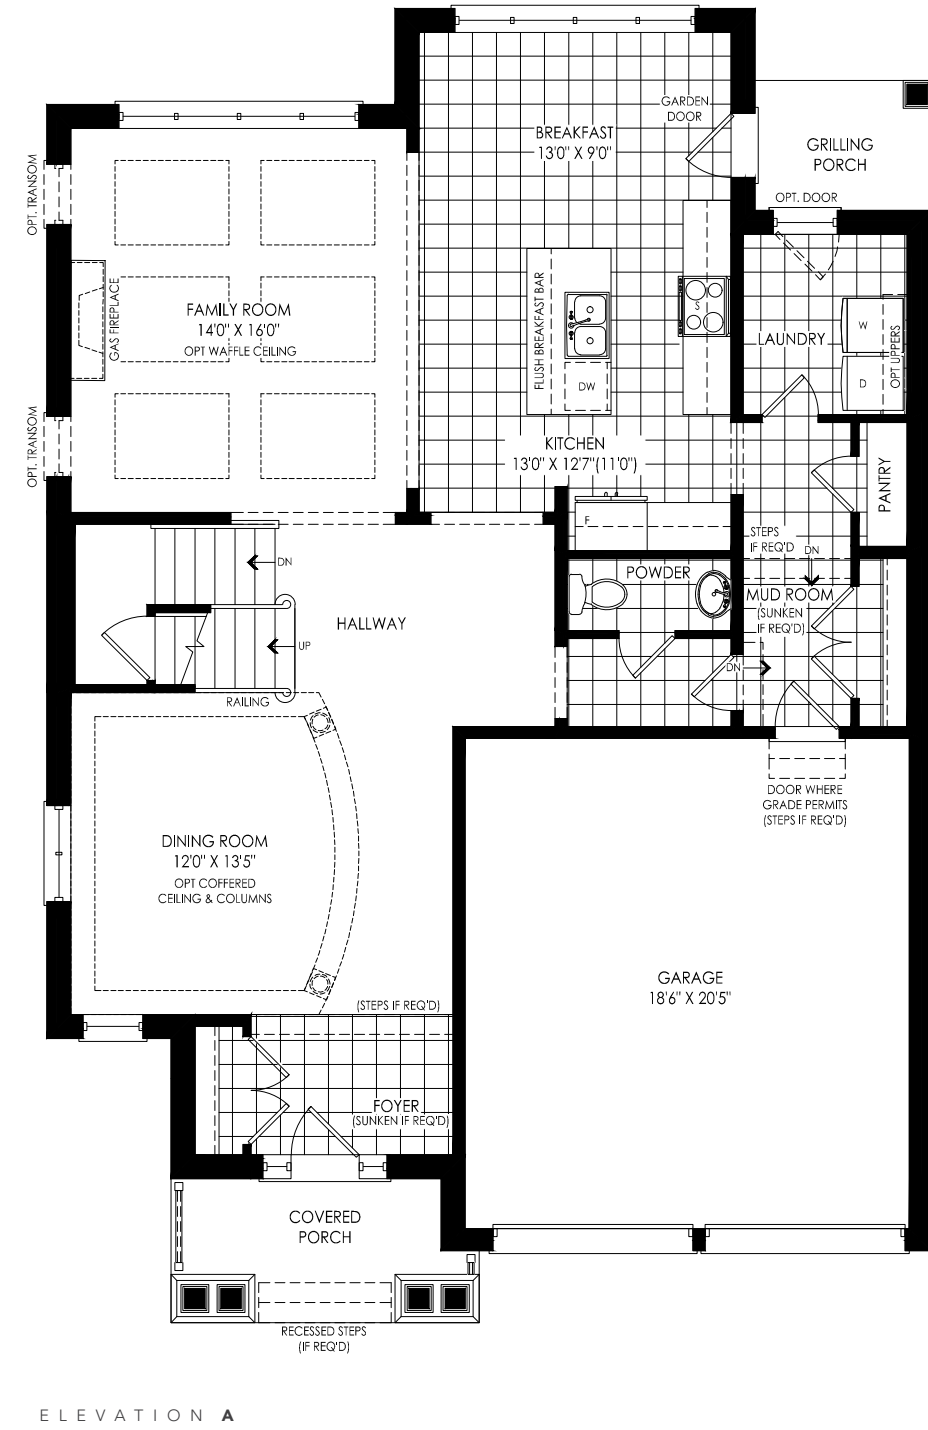 GARDEN
DOOR
BREAKFAST
13'0" X 9'0"
GRILLING
PORCH
OPT. TRANSOM
OPT. DOOR
GAS FIREPLACE
FAMILY ROOM
14'0" X 16'0"
OPT WAFFLE CEILING
FLUSH BREAKFAST BAR
DW
S
LAUNDRY
W
D
OPT UPPERS
OPT. TRANSOM
KITCHEN
13'0" X 12'7"(11'0")
PANTRY
F
STEPS
IF REQ'D
DN
DN
POWDER
MUD ROOM
(SUNKEN
IF REQ'D)
HALLWAY
UP
DN
RAILING
DOOR WHERE
GRADE PERMITS
(STEPS IF REQ'D)
DINING ROOM
12'0" X 13'5"
OPT COFFERED
CEILING & COLUMNS
GARAGE
18'6" X 20'5"
(STEPS IF REQ'D)
FOYER
(SUNKEN IF REQ'D)
COVERED
PORCH
RECESSED STEPS
(IF REQ'D)
ELEVATION A